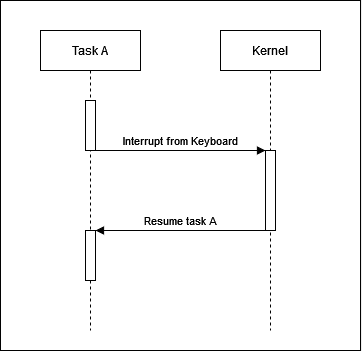 Task A
Kernel
Interrupt from Keyboard
Resume task A